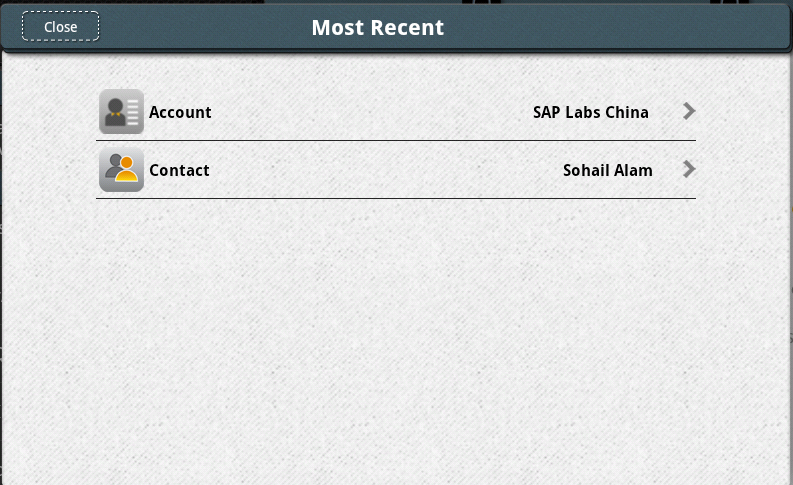 Close
Most Recent
Account SAP Labs China
Contact Sohail Alam